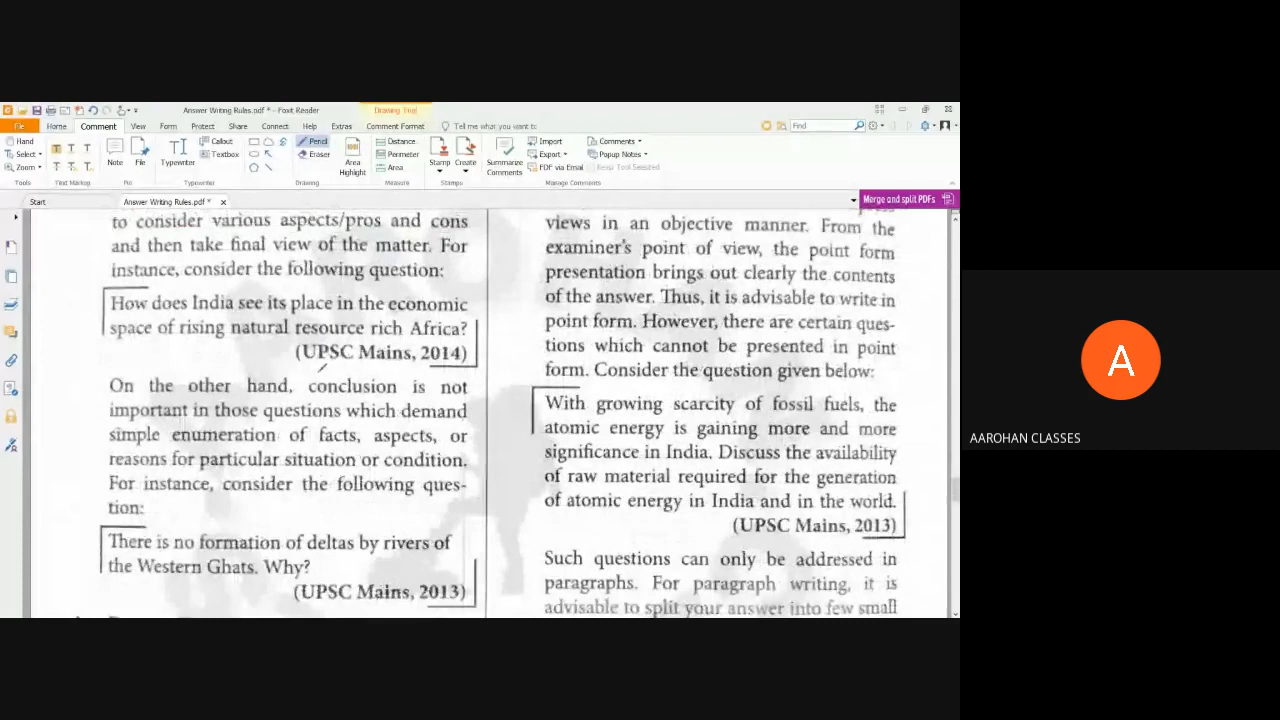 Answer Writing Rules.pdf * - Foxit Reader
Drawing Tool
File
Home
Comment
View
Form
Protect
Share
Connect
Help
Extras
Comment Format
Tell me what you want to
Find
Hand
Select
Zoom
Tools
Text Markup
Note
File
Pin
Typewriter
Callout
Textbox
Typewriter
Pencil
Eraser
Drawing
Area
Highlight
Distance
Perimeter
Area
Measure
Stamp
Create
Stamps
Summarize
Comments
Import
Export
FDF via Email
Comments
Popup Notes
Keep Tool Selected
Manage Comments
Start
Answer Writing Rules.pdf *
Merge and split PDFs
to consider various aspects/pros and cons
and then take final view of the matter. For
instance, consider the following question:
How does India see its place in the economic
space of rising natural resource rich Africa?
(UPSC Mains, 2014)
On the other hand, conclusion is not
important in those questions which demand
simple enumeration of facts, aspects, or
reasons for particular situation or condition.
For instance, consider the following ques-
tion:
There is no formation of deltas by rivers of
the Western Ghats. Why?
(UPSC Mains, 2013)
views in an objective manner. From the
examiner's point of view, the point form
presentation brings out clearly the contents
of the answer. Thus, it is advisable to write in
point form. However, there are certain ques-
tions which cannot be presented in point
form. Consider the question given below:
With growing scarcity of fossil fuels, the
atomic energy is gaining more and more
significance in India. Discuss the availability
of raw material required for the generation
of atomic energy in India and in the world.
(UPSC Mains, 2013)
Such questions can only be addressed in
paragraphs. For paragraph writing, it is
advisable to split your answer into few small
A
AAROHAN CLASSES